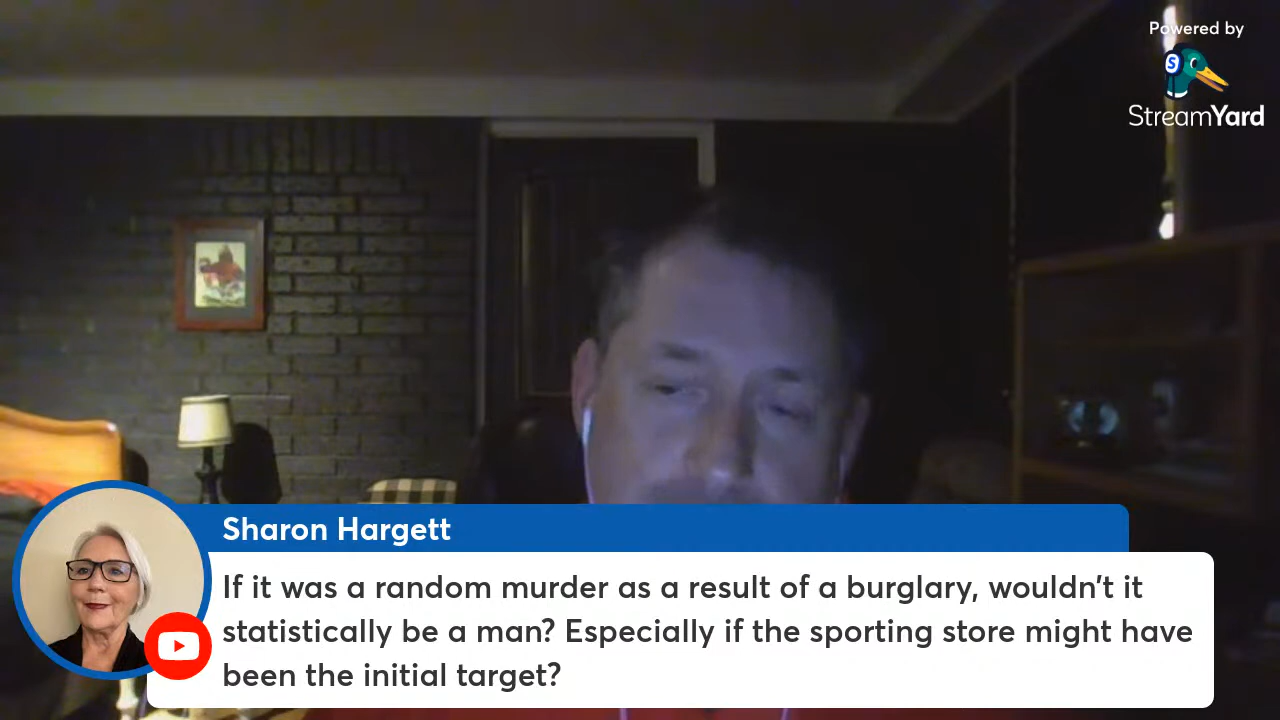 Powered by
StreamYard
Sharon Hargett
If it was a random murder as a result of a burglary, wouldn't it
statistically be a man? Especially if the sporting store might have
been the initial target?